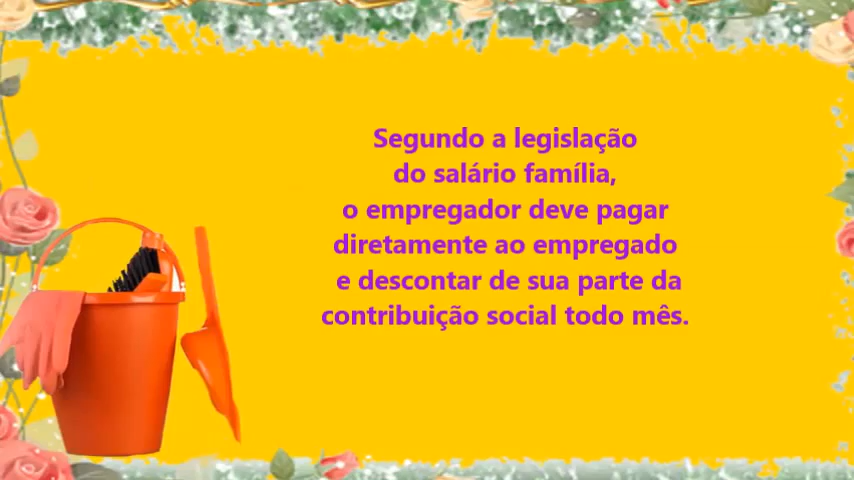 Segundo a legislação
do salário família,
o empregador deve pagar
diretamente ao empregado
e descontar de sua parte da
contribuição social todo mês.